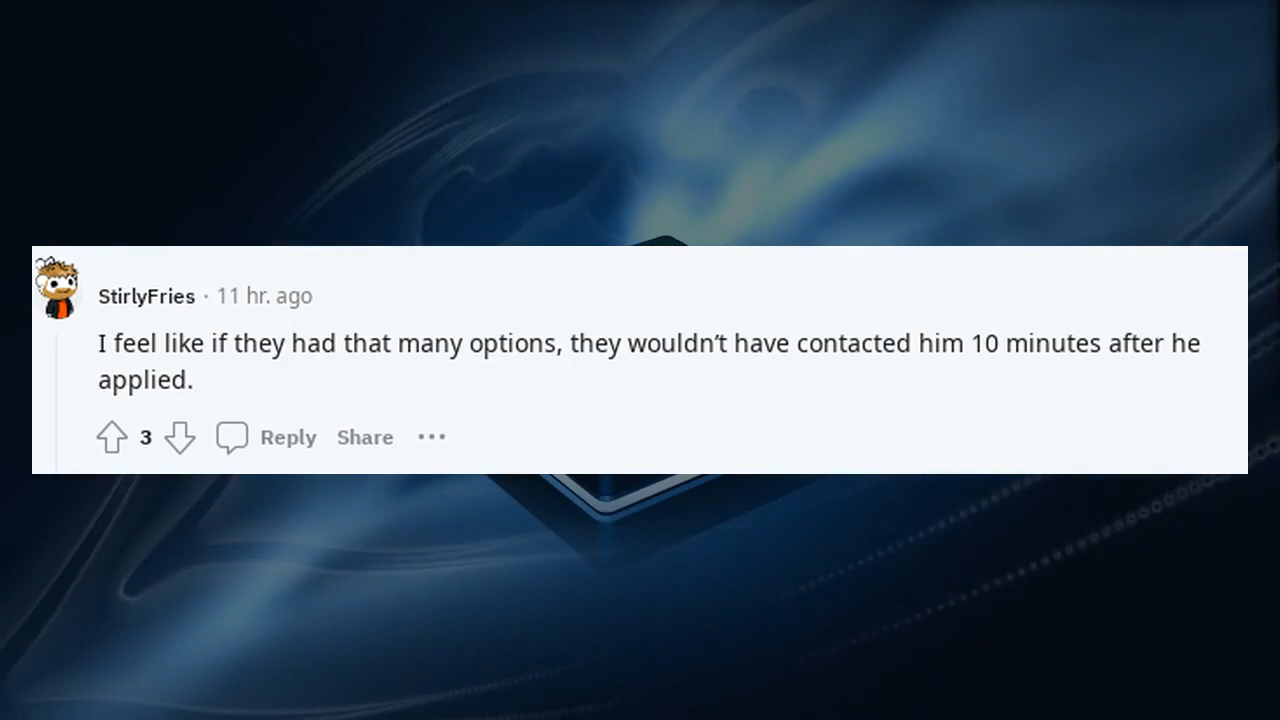 StirlyFries · 11 hr. ago
I feel like if they had that many options, they wouldn’t have contacted him 10 minutes after he
applied.
3 Reply Share ···